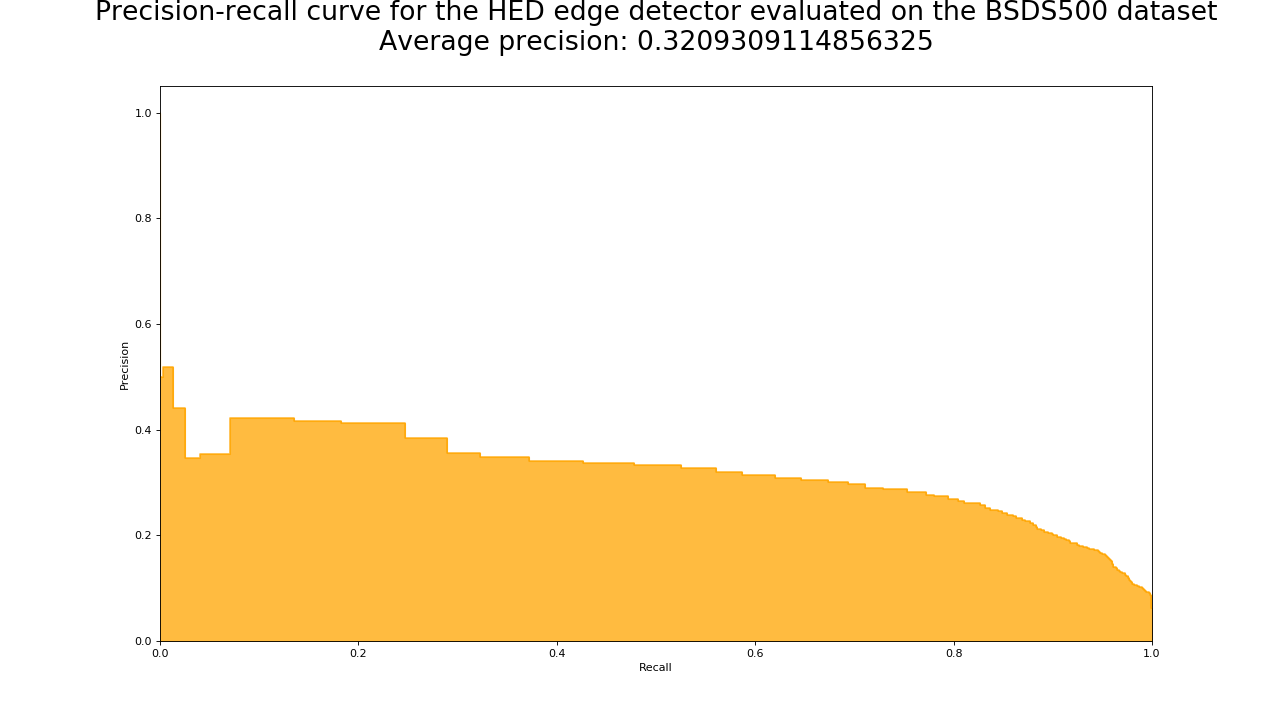 Precision-recall curve for the HED edge detector evaluated on the BSDS500 dataset
Average precision: 0.3209309114856325
1.0
0.8
0.6
0.4
0.2
0.0
Precision
0.0 0.2 0.4 0.6 0.8 1.0
Recall